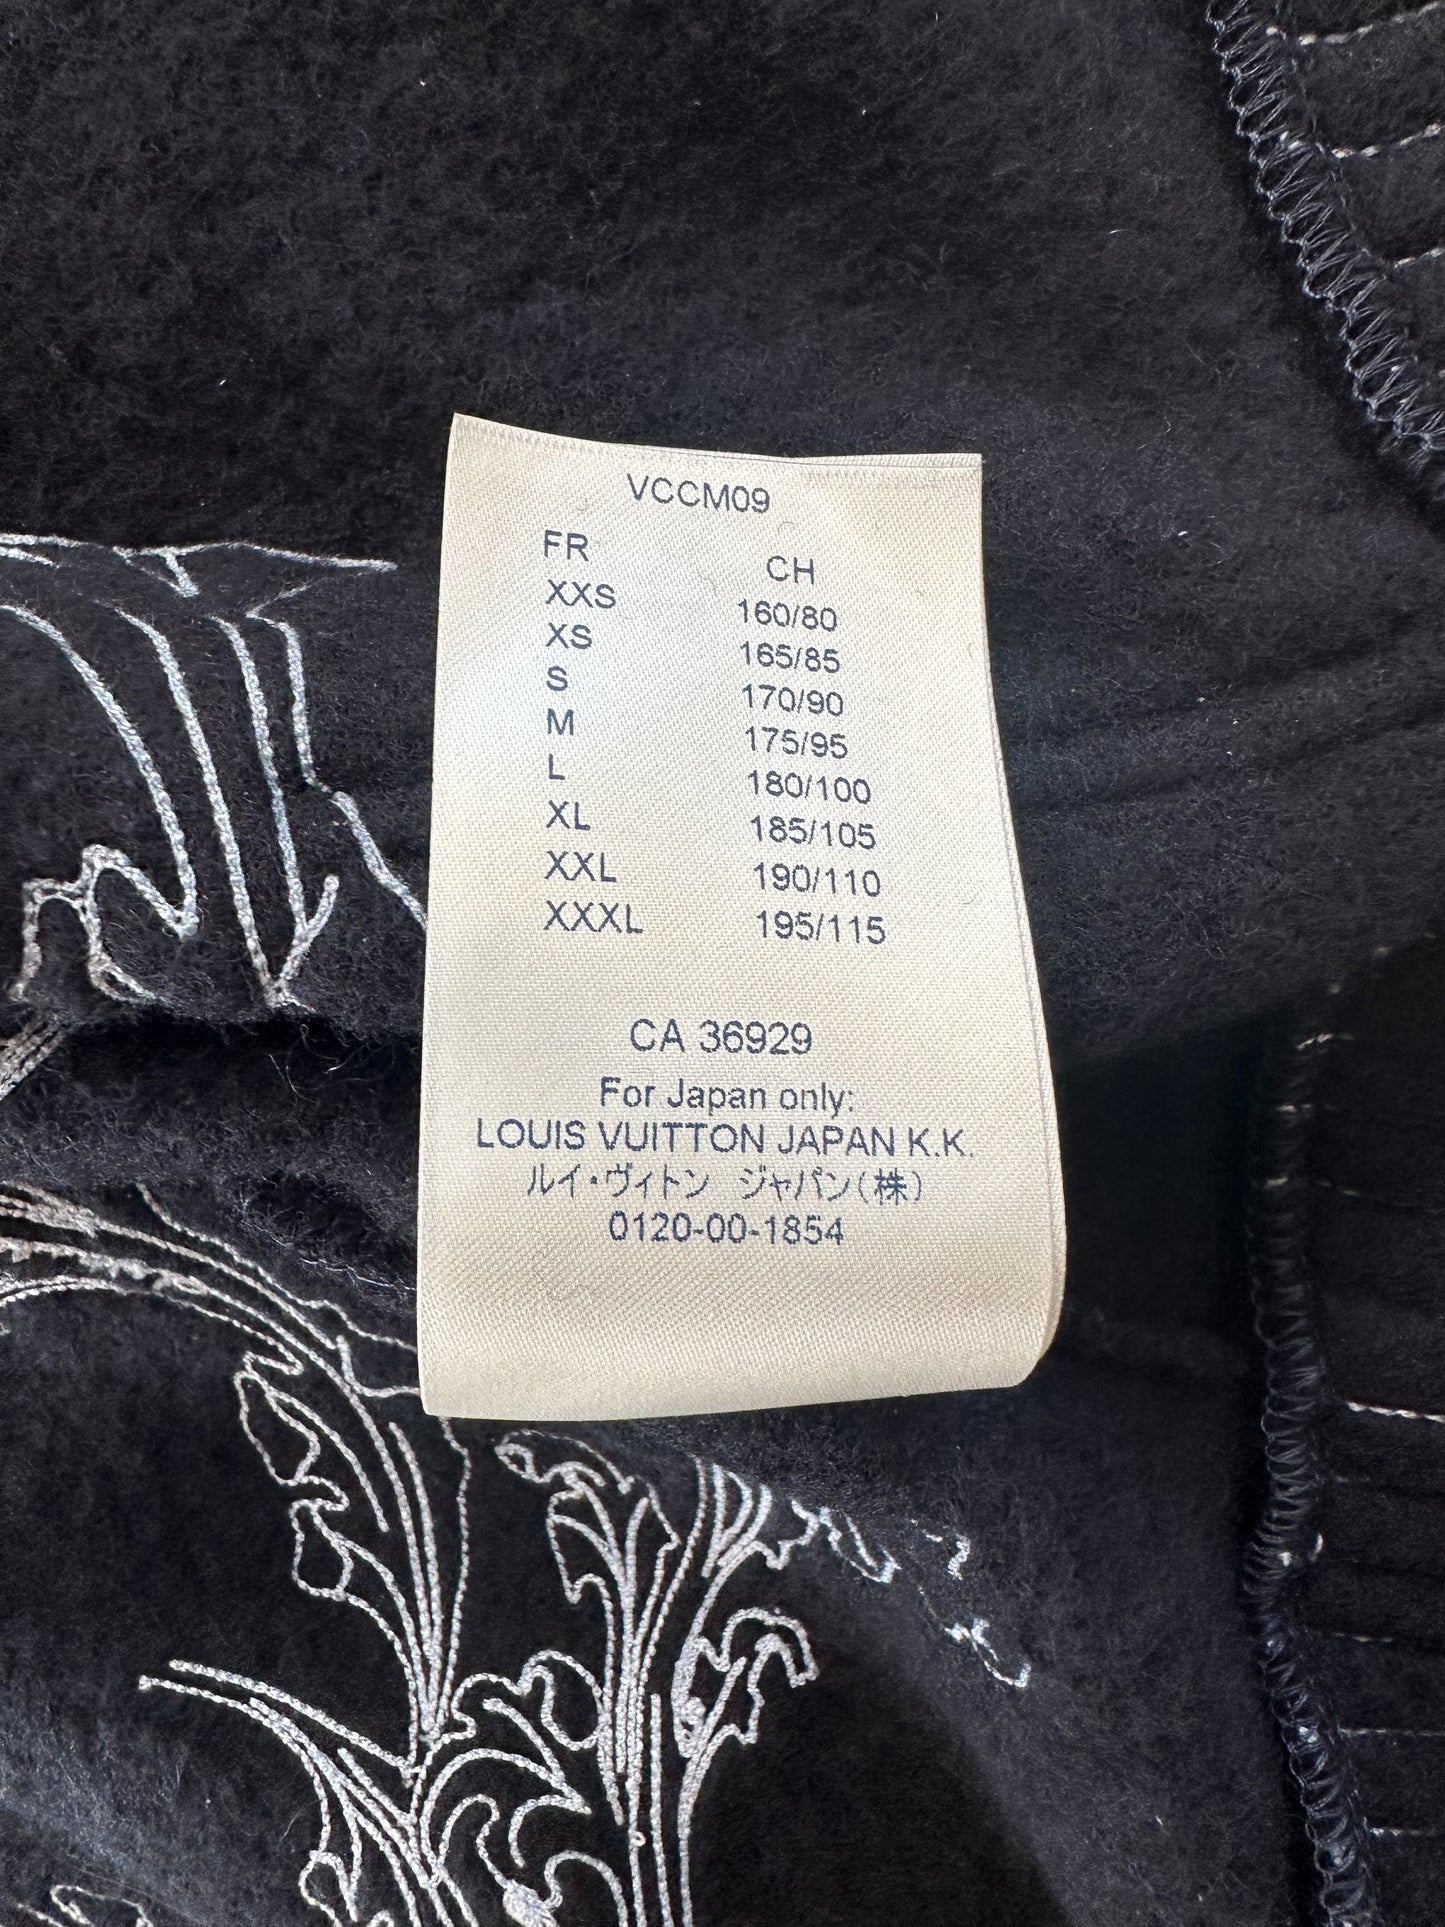 VCCM09
FR CH
XXS 160/80
XS 165/85
S 170/90
M 175/95
L 180/100
XL 185/105
XXL 190/110
XXXL 195/115
CA 36929
For Japan only:
LOUIS VUITTON JAPAN K.K.
ルイ・ヴィトン ジャパン(株)
0120-00-1854